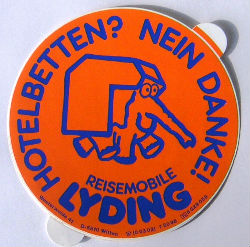 HOTELBETTEN? NEIN DANKE!
REISEMOBILE
LYDING